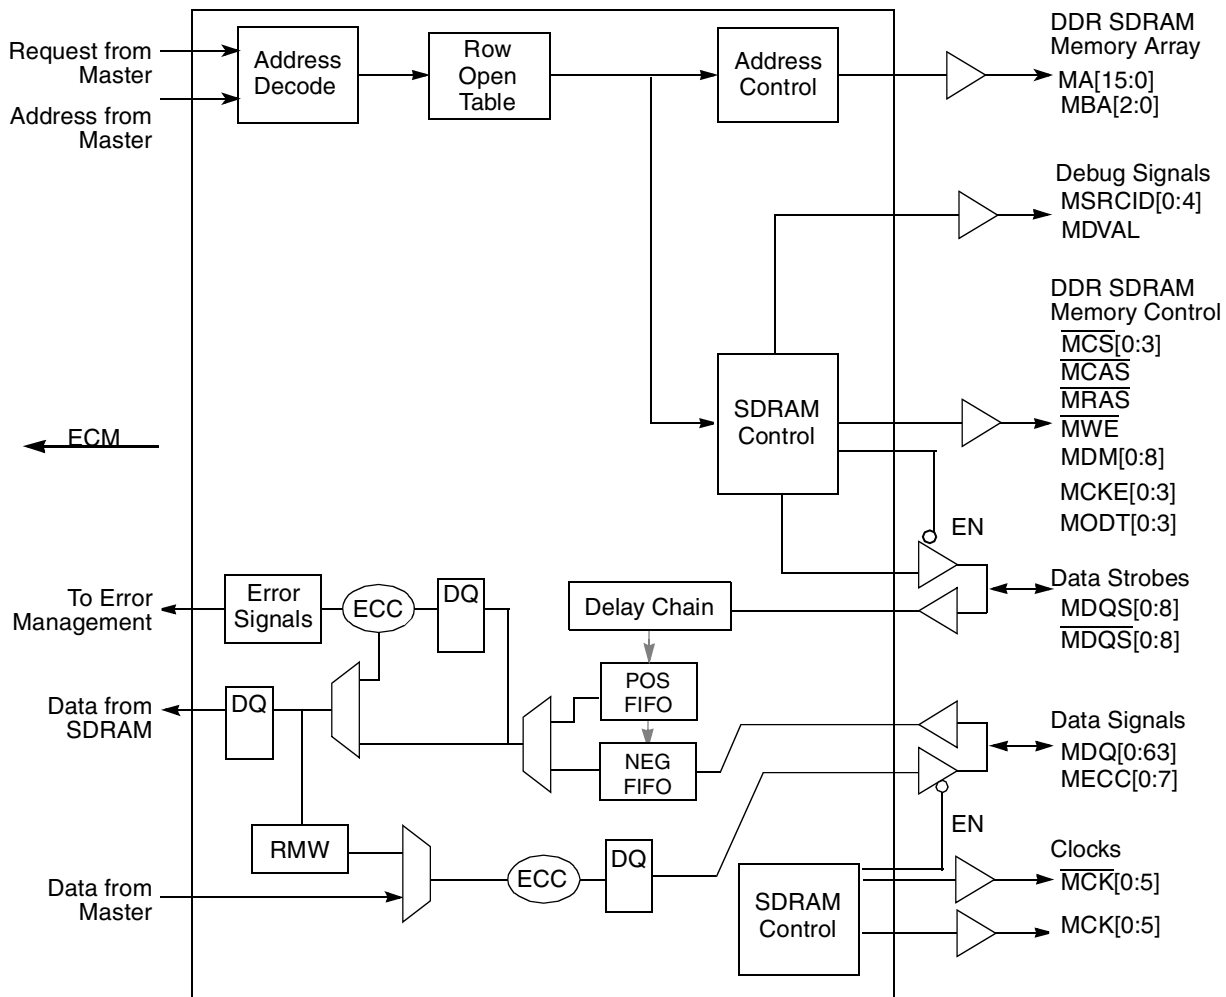 Request from
Master
Address from
Master
Address
Decode
Row
Open
Table
Address
Control
DDR SDRAM
Memory Array
MA[15:0]
MBA[2:0]
Debug Signals
MSRCID[0:4]
MDVAL
DDR SDRAM
Memory Control
MCS[0:3]
MCAS
MRAS
MWE
MDM[0:8]
MCKE[0:3]
MODT[0:3]
SDRAM
Control
ECM
EN
Data Strobes
MDQS[0:8]
MDQS[0:8]
To Error
Management
Error
Signals
ECC
DQ
Delay Chain
POS
FIFO
NEG
FIFO
Data from
SDRAM
DQ
Data Signals
MDQ[0:63]
MECC[0:7]
EN
RMW
ECC
DQ
Data from
Master
SDRAM
Control
Clocks
MCK[0:5]
MCK[0:5]